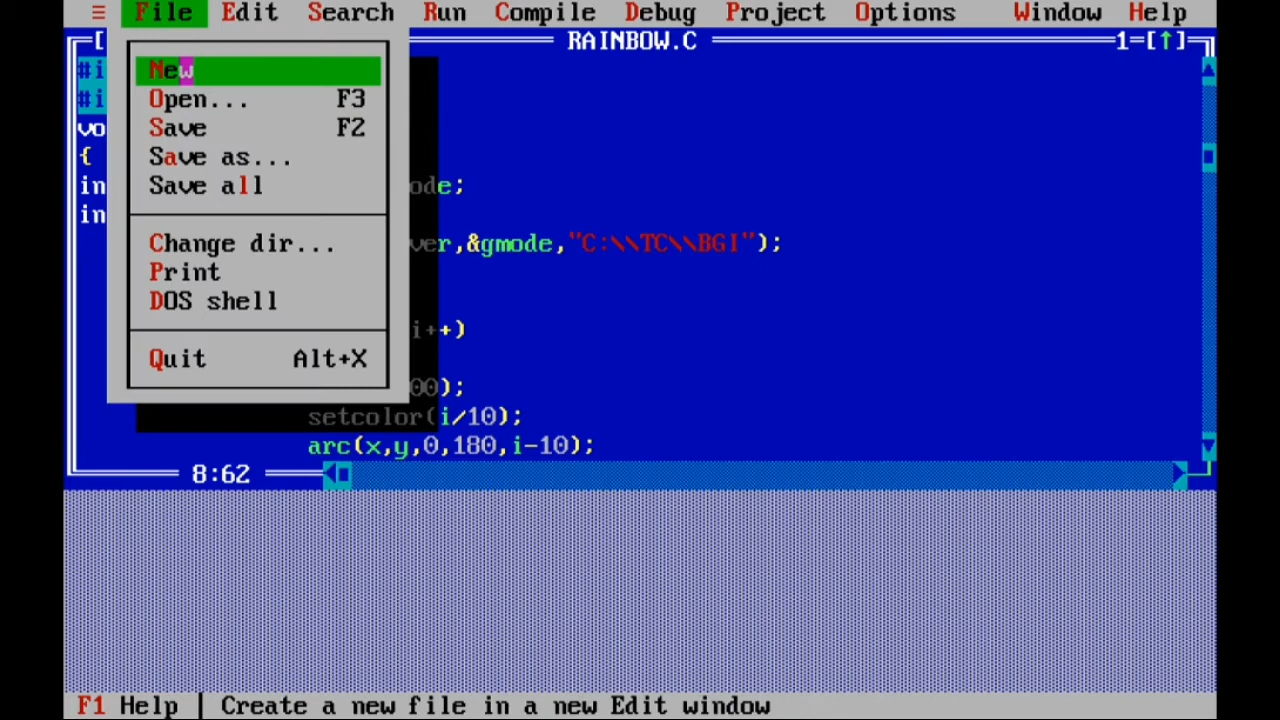 ≡ File Edit Search Run Compile Debug Project Options Window Help
[ RAINBOW.C 1=[↑]
#i
#i
vo
{
in ode;
in
ver,&gmode,"C:\\TC\\BGI");
i++)
00);
setcolor(i/10);
arc(x,y,0,180,i-10);
8:62
New
Open... F3
Save F2
Save as...
Save all
Change dir...
Print
DOS shell
Quit Alt+X
F1 Help | Create a new file in a new Edit window